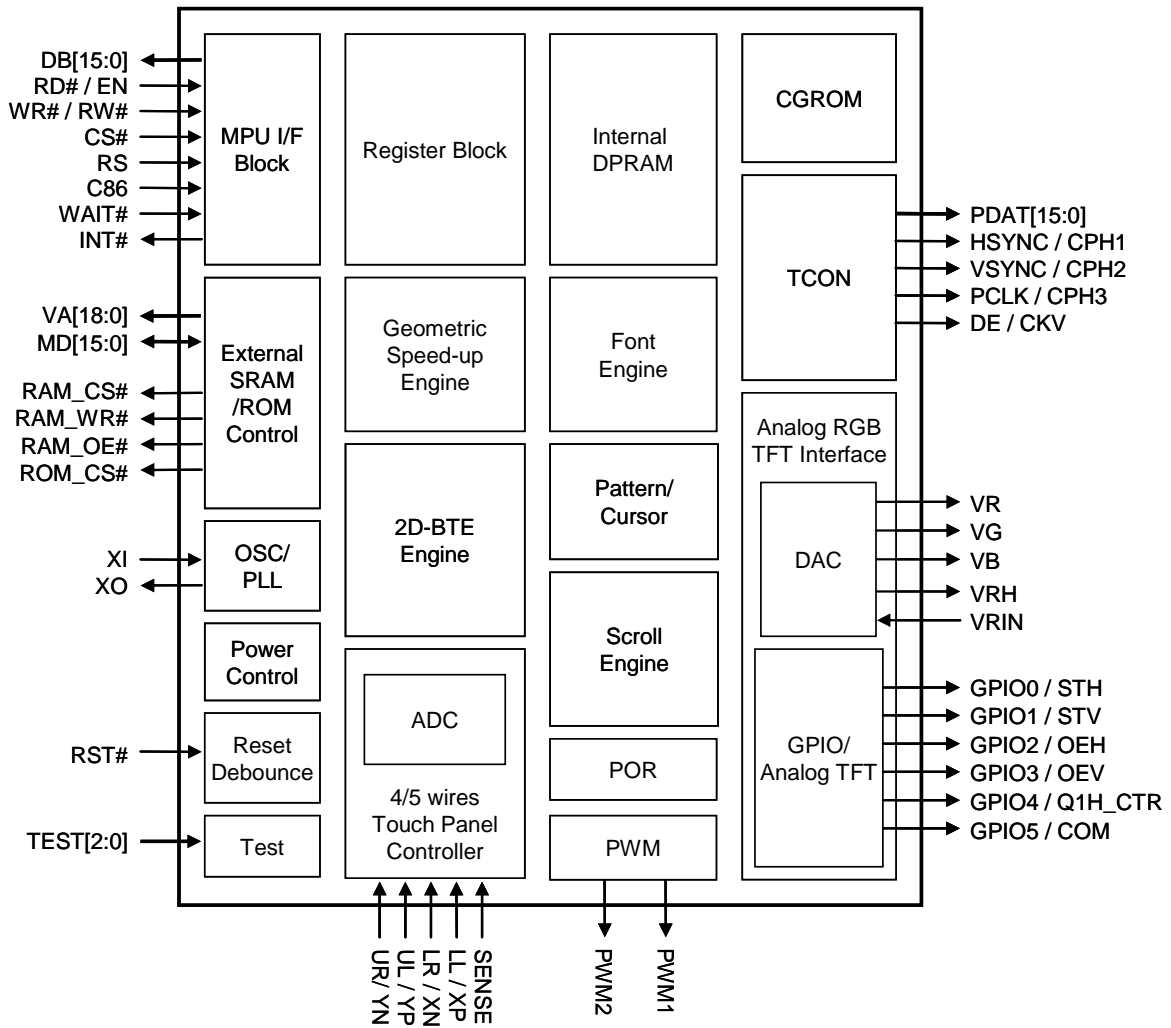 DB[15:0]
RD# / EN
WR# / RW#
CS#
RS
C86
WAIT#
INT#
MPU I/F
Block
Register Block
Internal
DPRAM
CGROM
TCON
PDAT[15:0]
HSYNC / CPH1
VSYNC / CPH2
PCLK / CPH3
DE / CKV
VA[18:0]
MD[15:0]
RAM_CS#
RAM_WR#
RAM_OE#
ROM_CS#
External
SRAM
/ROM
Control
Geometric
Speed-up
Engine
Font
Engine
Analog RGB
TFT Interface
DAC
VR
VG
VB
VRH
VRIN
2D-BTE
Engine
Pattern/
Cursor
XI
XO
OSC/
PLL
Power
Control
Scroll
Engine
ADC
4/5 wires
Touch Panel
Controller
RST#
Reset
Debounce
POR
GPIO/
Analog TFT
GPIO0 / STH
GPIO1 / STV
GPIO2 / OEH
GPIO3 / OEV
GPIO4 / Q1H_CTR
GPIO5 / COM
TEST[2:0]
Test
PWM
UR/ YN
UL / YP
LR / XN
LL / XP
SENSE
PWM2
PWM1